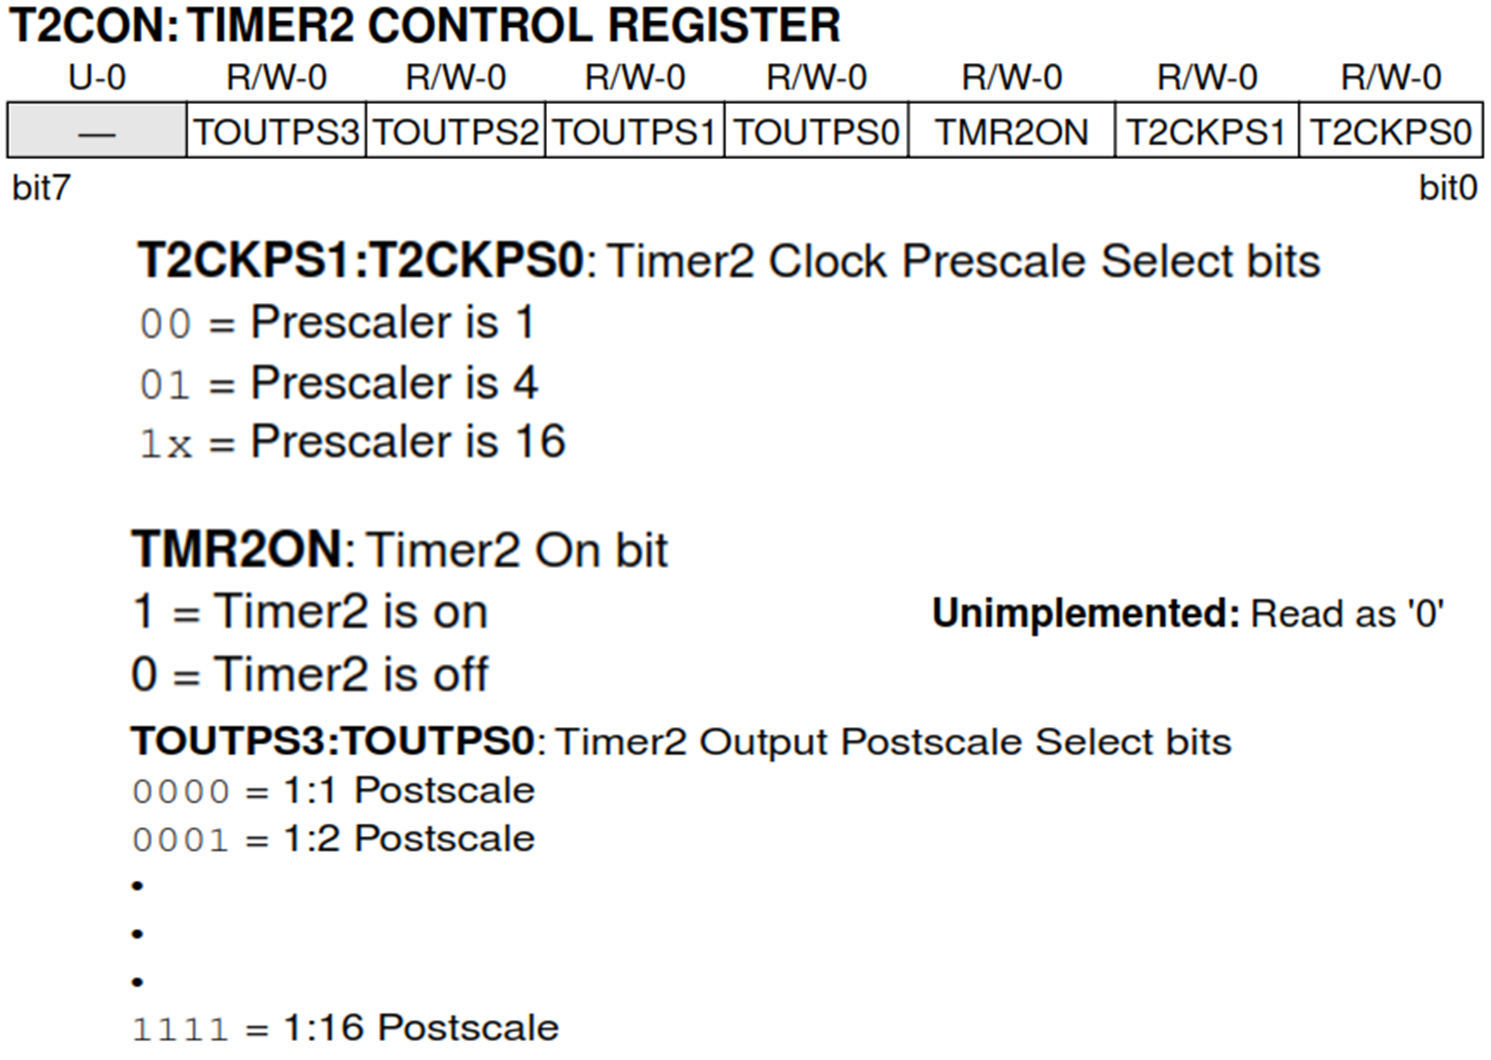 T2CON: TIMER2 CONTROL REGISTER
U-0 R/W-0 R/W-0 R/W-0 R/W-0 R/W-0 R/W-0 R/W-0
— TOUTPS3 TOUTPS2 TOUTPS1 TOUTPS0 TMR2ON T2CKPS1 T2CKPS0
bit7 bit0
T2CKPS1:T2CKPS0: Timer2 Clock Prescale Select bits
00 = Prescaler is 1
01 = Prescaler is 4
1x = Prescaler is 16
TMR2ON: Timer2 On bit
1 = Timer2 is on
Unimplemented: Read as '0'
0 = Timer2 is off
TOUTPS3:TOUTPS0: Timer2 Output Postscale Select bits
0000 = 1:1 Postscale
0001 = 1:2 Postscale
•
•
•
1111 = 1:16 Postscale